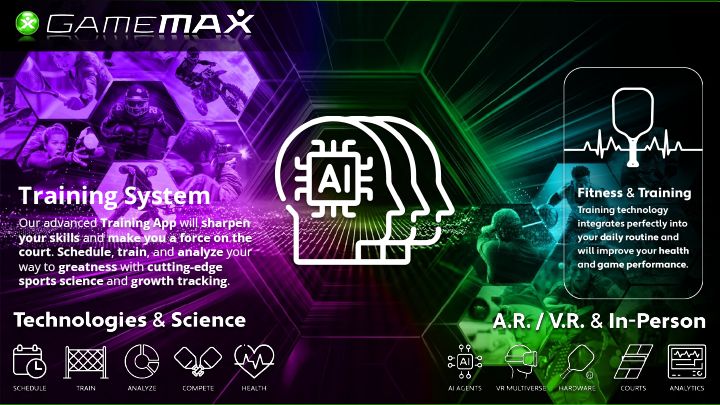 GAMEMAX
AI
Training System
Our advanced Training App will sharpen
your skills and make you a force on the
court. Schedule, train, and analyze your
way to greatness with cutting-edge
sports science and growth tracking.
Fitness & Training
Training technology
integrates perfectly into
your daily routine and
will improve your health
and game performance.
Technologies & Science
SCHEDULE
TRAIN
ANALYZE
COMPETE
HEALTH
A.R. / V.R. & In-Person
AI
AI AGENTS
VR MULTIVERSE
HARDWARE
COURTS
ANALYTICS